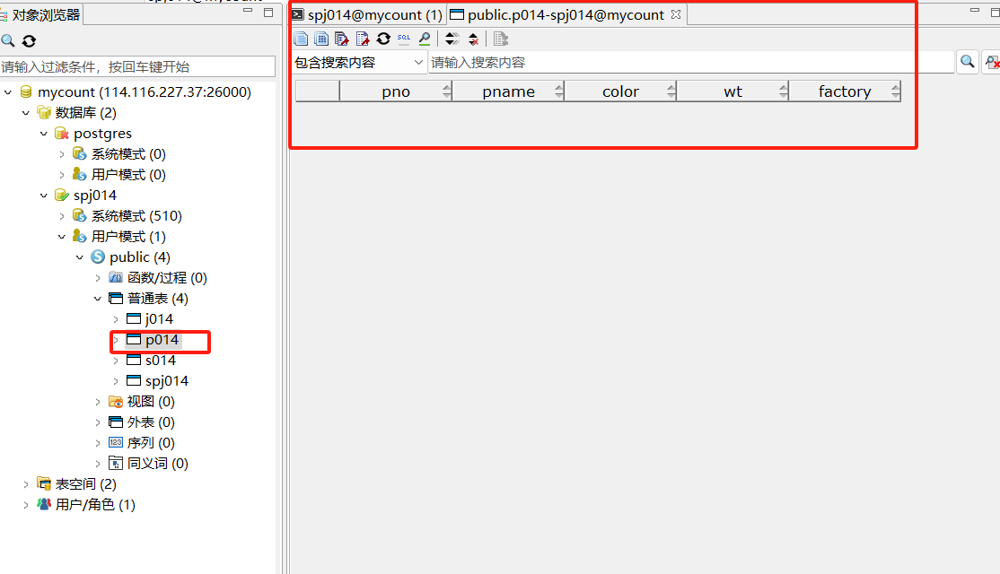 对象浏览器
请输入过滤条件，按回车键开始
mycount (114.116.227.37:26000)
数据库 (2)
postgres
系统模式 (0)
用户模式 (0)
spj014
系统模式 (510)
用户模式 (1)
public (4)
函数/过程 (0)
普通表 (4)
j014
p014
s014
spj014
视图 (0)
外表 (0)
序列 (0)
同义词 (0)
表空间 (2)
用户/角色 (1)
spj014@mycount (1) public.p014-spj014@mycount
SQL
包含搜索内容 请输入搜索内容
pno pname color wt factory